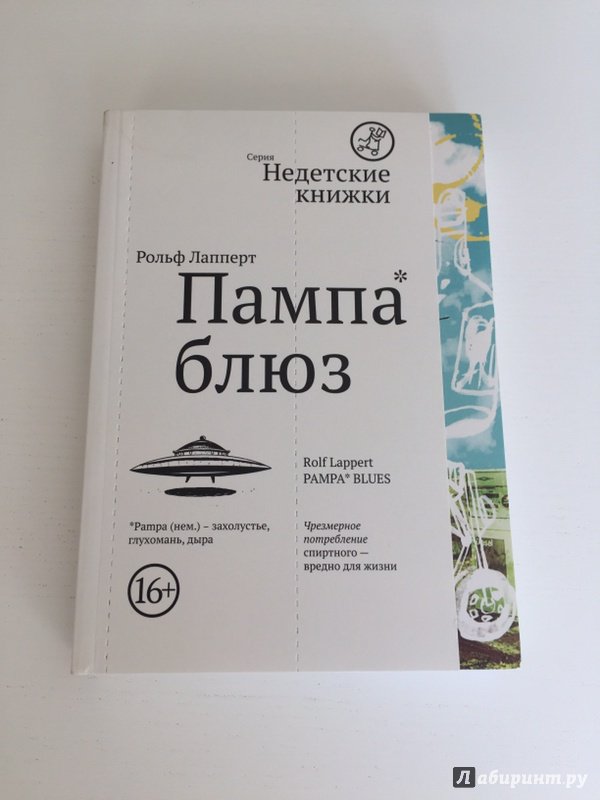 Серия
Недетские
книжки
Рольф Лапперт
Пампа*
блюз
Rolf Lappert
PAMPA* BLUES
*Pampa (нем.) – захолустье,
глухомань, дыра
Чрезмерное
потребление
спиртного —
вредно для жизни
16+
Лабиринт.ру